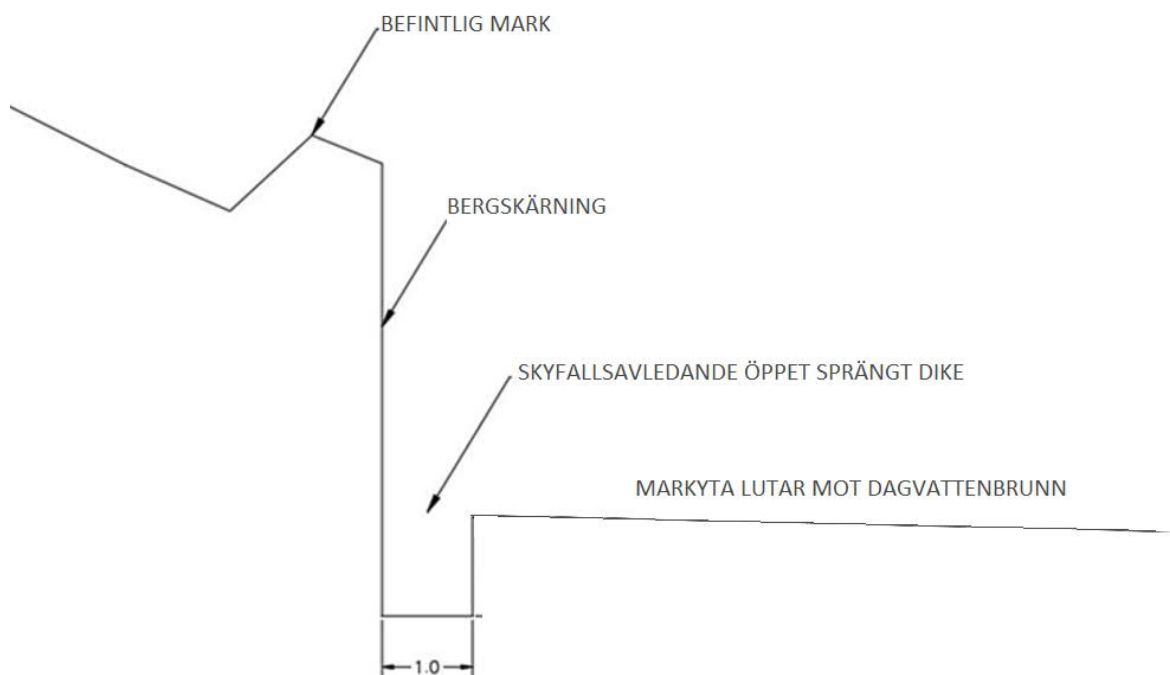 BEFINTLIG MARK
BERGSKÄRNING
SKYFALLSAVLEDANDE ÖPPET SPRÄNGT DIKE
MARKYTA LUTAR MOT DAGVATTENBRUNN
1.0